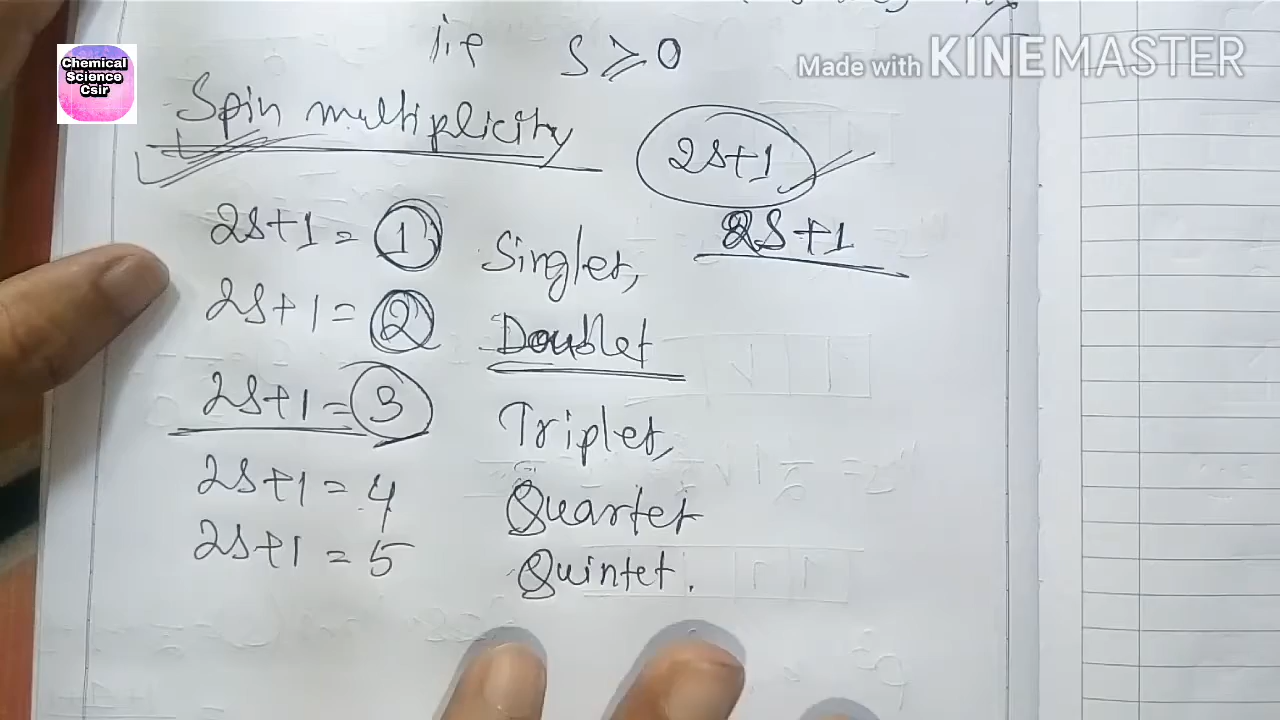 i.e S ⩾ 0
Made with KINEMASTER
Chemical
Science
Csir
Spin multiplicity 2S+1
2S+1
2S+1 = 1 Singlet,
2S+1 = 2 Doublet
2S+1 = 3 Triplet,
2S+1 = 4 Quartet
2S+1 = 5 Quintet.